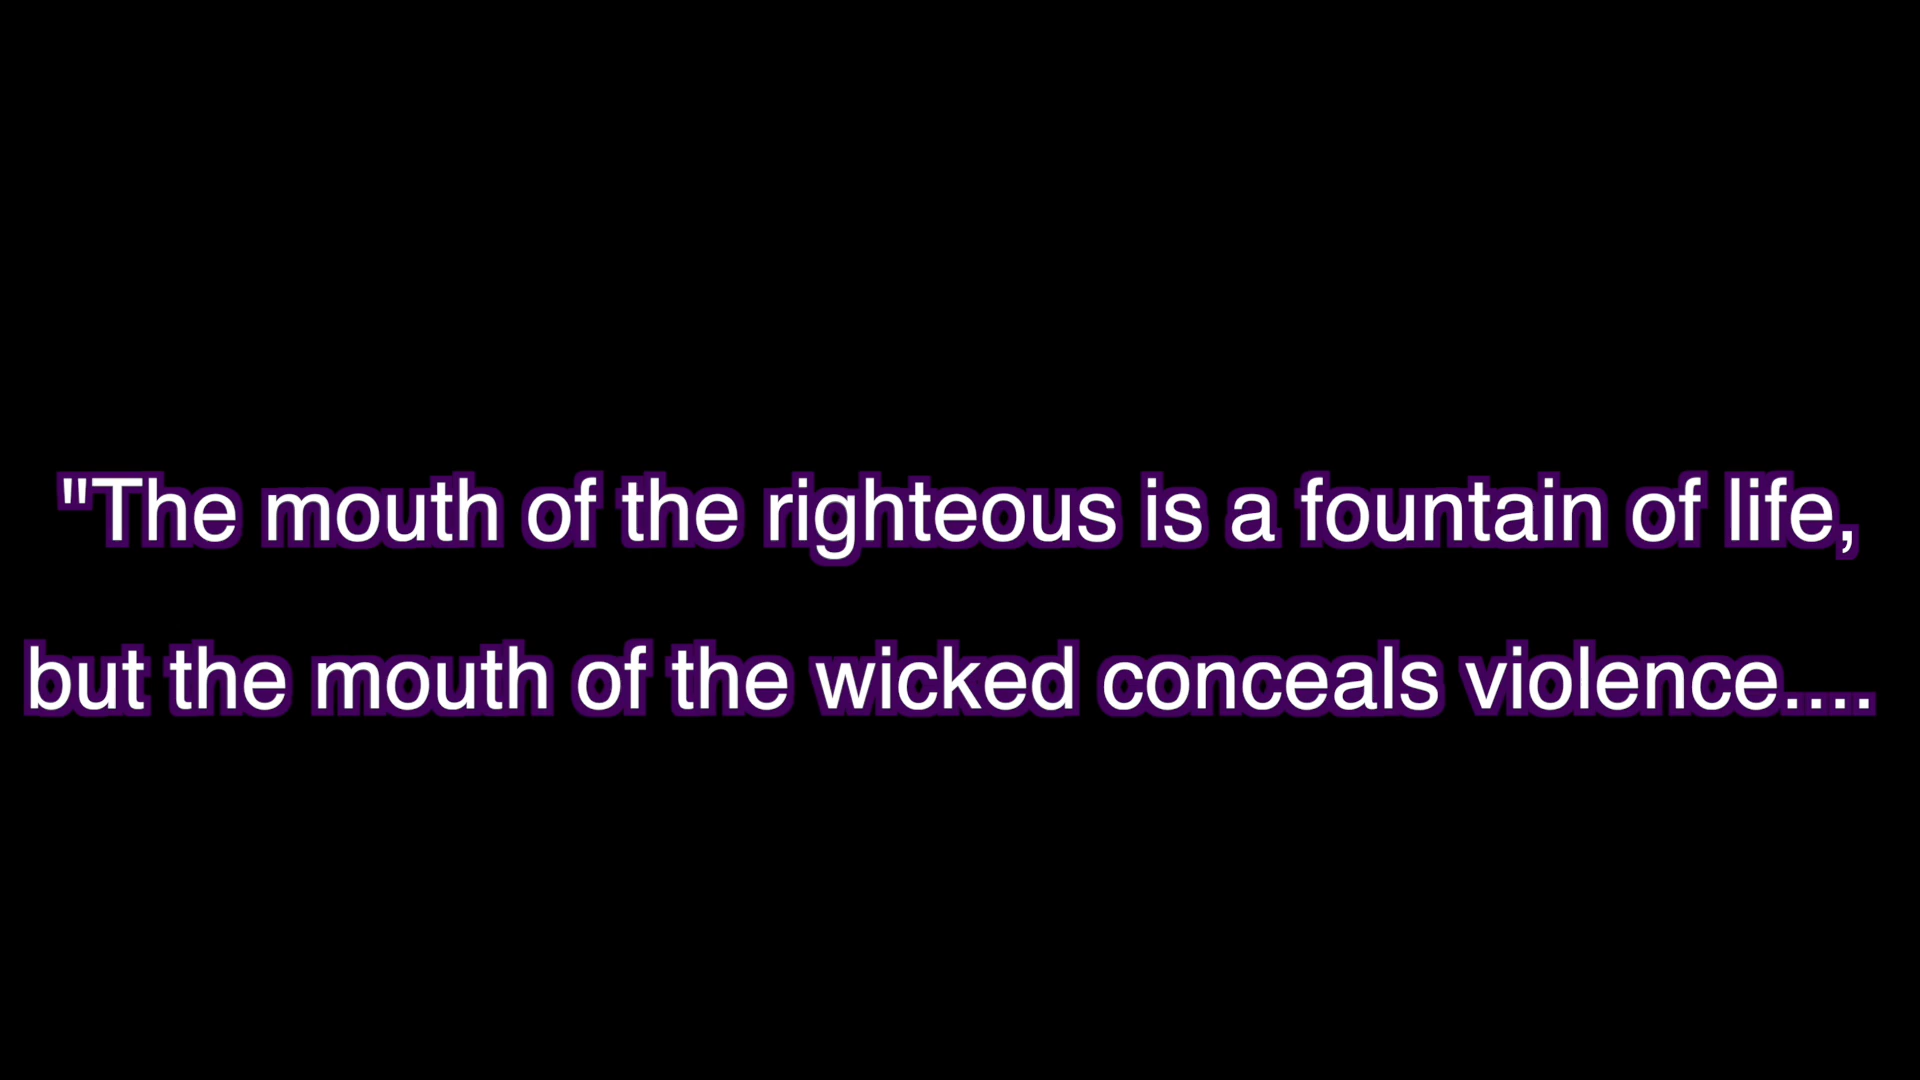 "The mouth of the righteous is a fountain of life,
but the mouth of the wicked conceals violence....